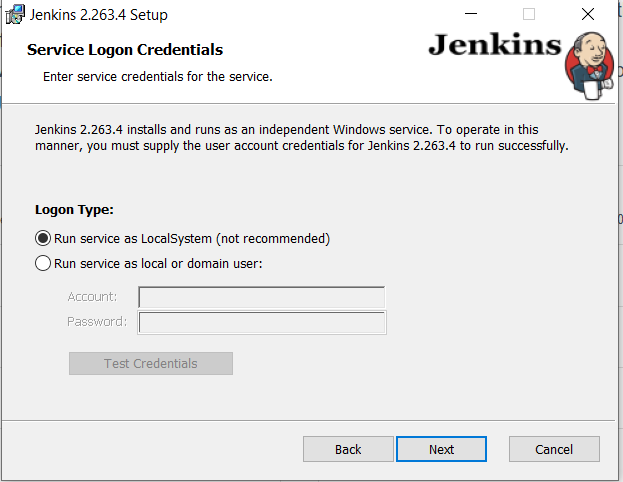 Jenkins 2.263.4 Setup
Service Logon Credentials
Enter service credentials for the service.
Jenkins
Jenkins 2.263.4 installs and runs as an independent Windows service. To operate in this
manner, you must supply the user account credentials for Jenkins 2.263.4 to run successfully.
Logon Type:
Run service as LocalSystem (not recommended)
Run service as local or domain user:
Account:
Password:
Test Credentials
Back
Next
Cancel